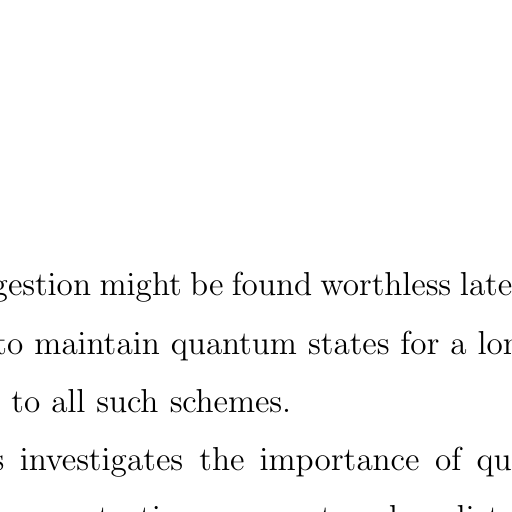 gestion might be found worthless late
to maintain quantum states for a lon
to all such schemes.
s investigates the importance of qu